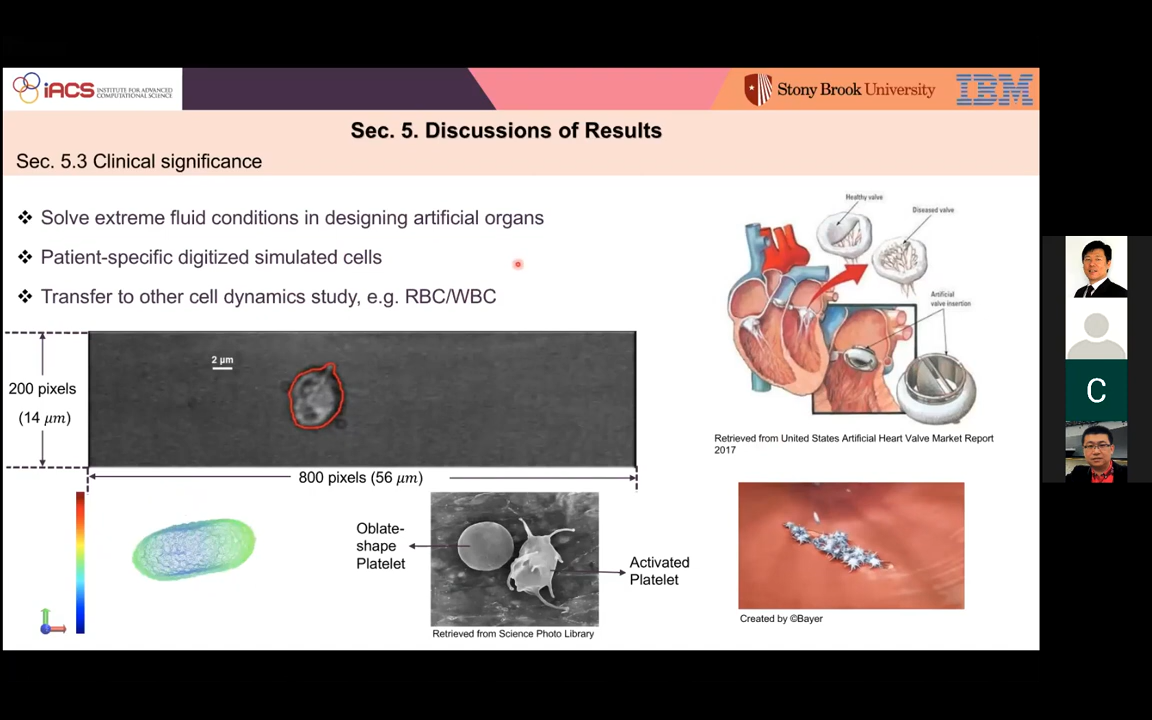 iACS INSTITUTE FOR ADVANCED
COMPUTATIONAL SCIENCE
Stony Brook University
IBM
Sec. 5. Discussions of Results
Sec. 5.3 Clinical significance
❖ Solve extreme fluid conditions in designing artificial organs
❖ Patient-specific digitized simulated cells
❖ Transfer to other cell dynamics study, e.g. RBC/WBC
Healthy valve
Diseased valve
Artificial
valve insertion
Retrieved from United States Artificial Heart Valve Market Report
2017
2 μm
200 pixels
(14 μm)
800 pixels (56 μm)
Oblate-
shape
Platelet
Activated
Platelet
Retrieved from Science Photo Library
Created by ©Bayer
C